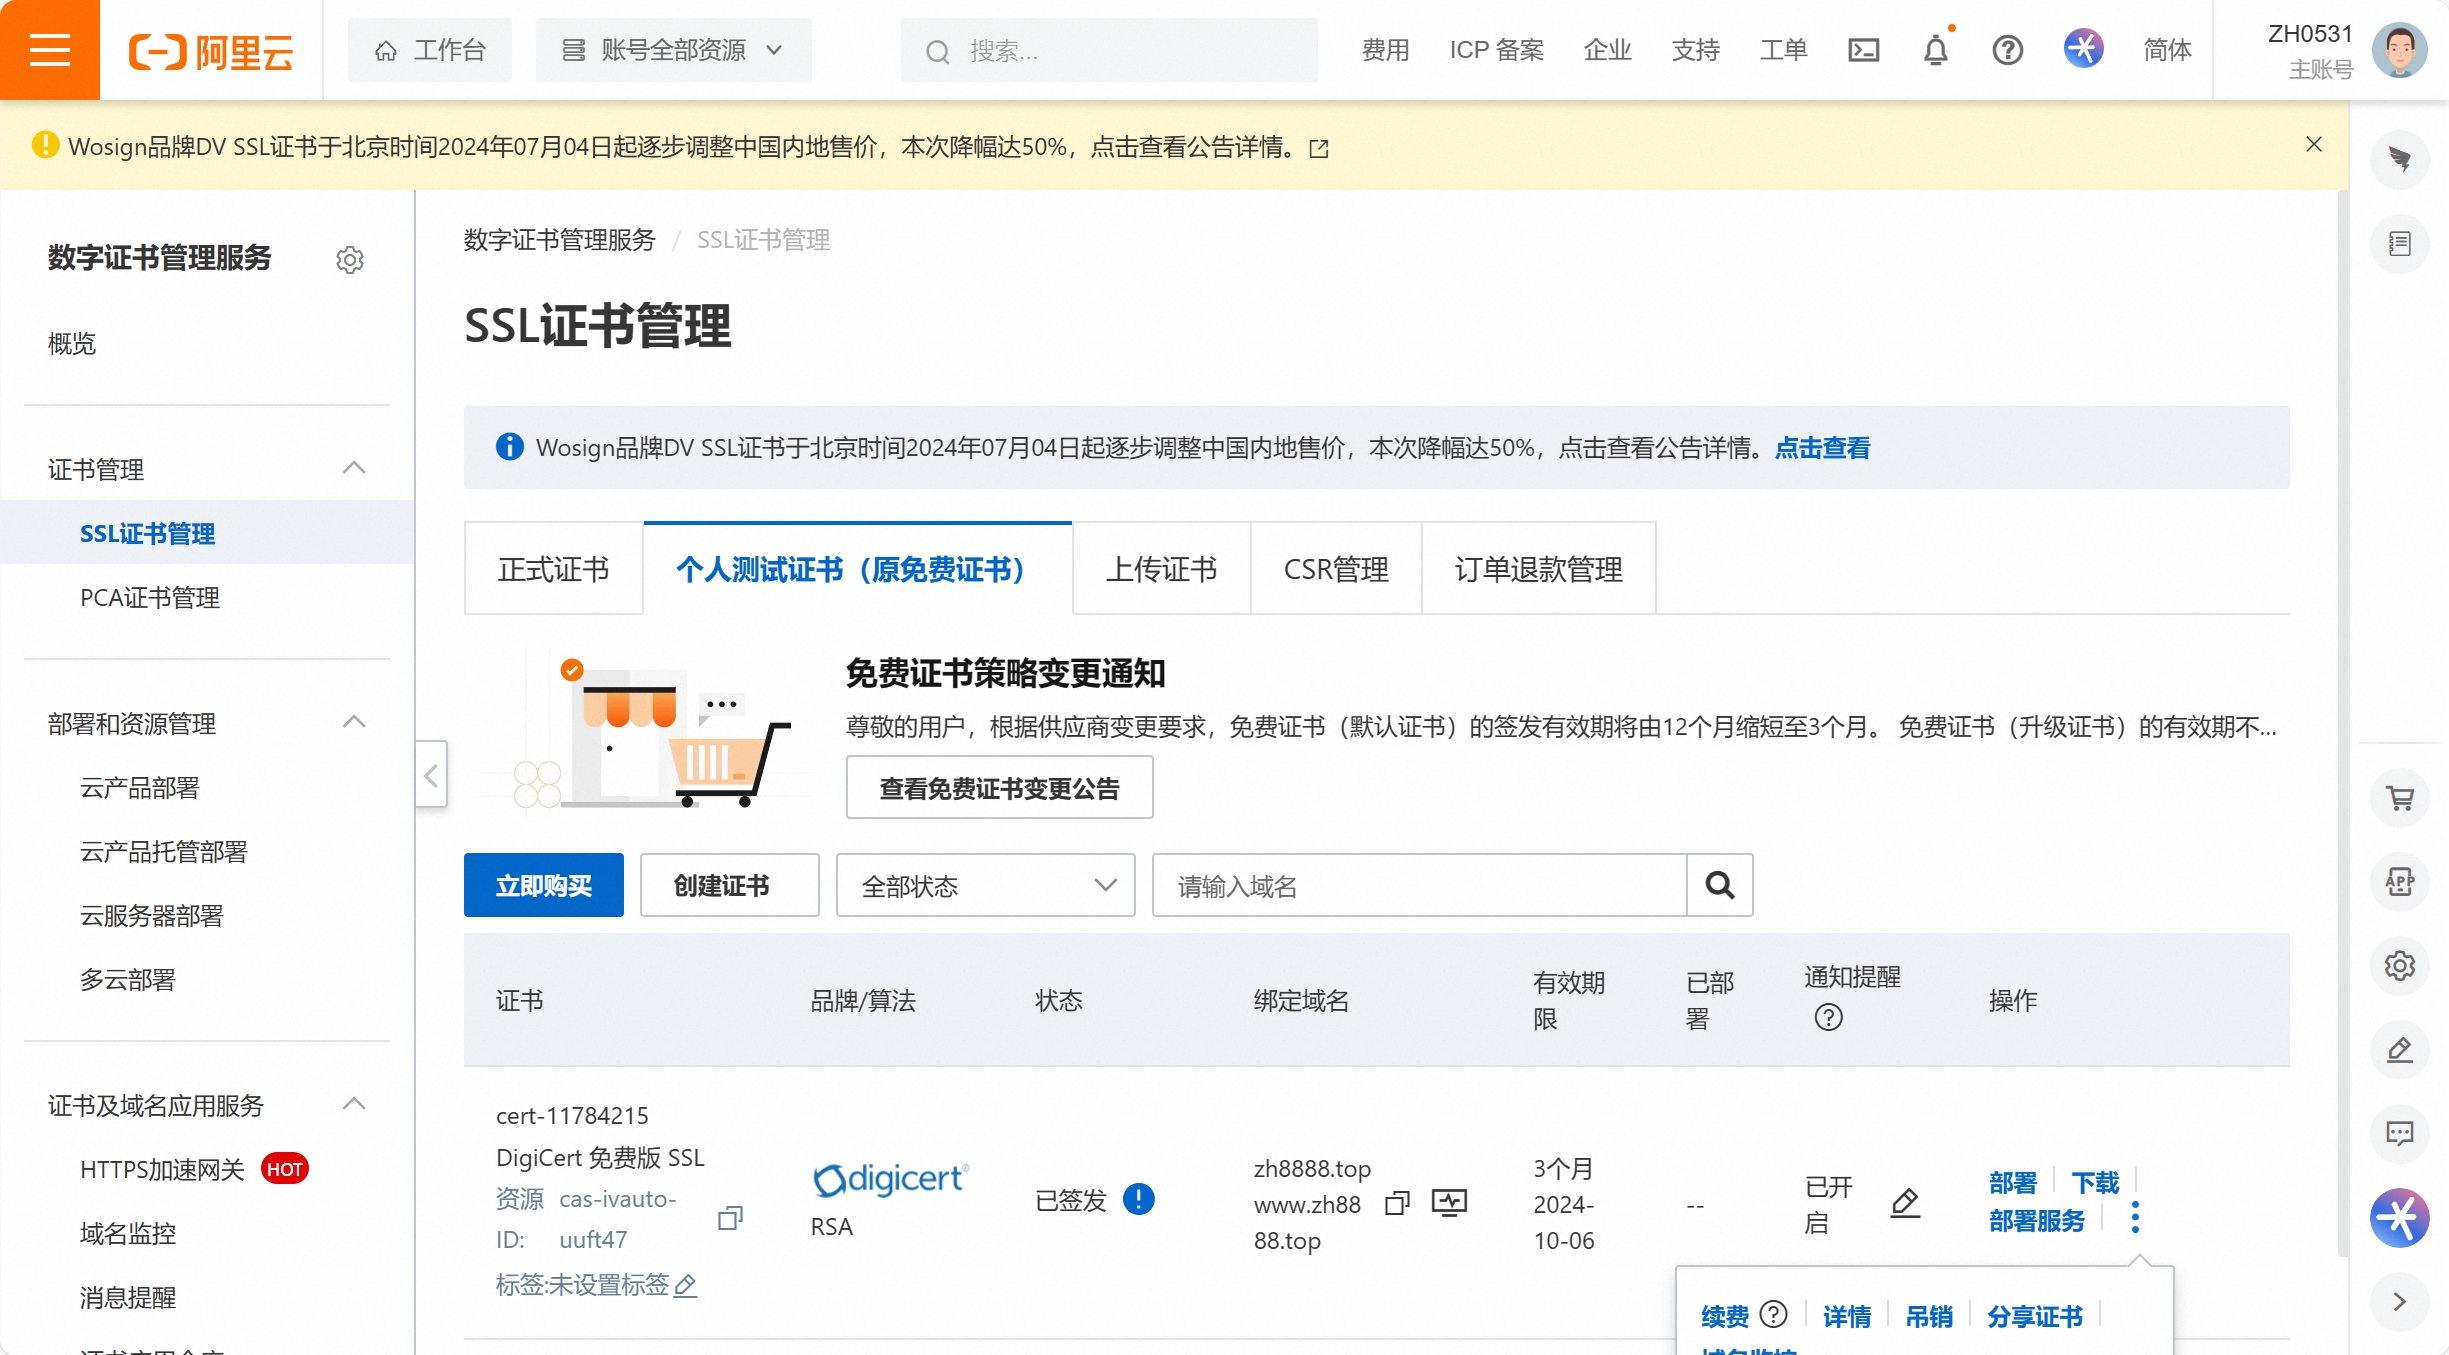 阿里云
工作台
账号全部资源
搜索...
费用
ICP 备案
企业
支持
工单
简体
ZH0531
主账号
Wosign品牌DV SSL证书于北京时间2024年07月04日起逐步调整中国内地售价，本次降幅达50%，点击查看公告详情。
数字证书管理服务
概览
证书管理
SSL证书管理
PCA证书管理
部署和资源管理
云产品部署
云产品托管部署
云服务器部署
多云部署
证书及域名应用服务
HTTPS加速网关 HOT
域名监控
消息提醒
数字证书管理服务 / SSL证书管理
SSL证书管理
Wosign品牌DV SSL证书于北京时间2024年07月04日起逐步调整中国内地售价，本次降幅达50%，点击查看公告详情。点击查看
正式证书
个人测试证书（原免费证书）
上传证书
CSR管理
订单退款管理
免费证书策略变更通知
尊敬的用户，根据供应商变更要求，免费证书（默认证书）的签发有效期将由12个月缩短至3个月。 免费证书（升级证书）的有效期不...
查看免费证书变更公告
立即购买
创建证书
全部状态
请输入域名
证书
品牌/算法
状态
绑定域名
有效期
限
已部
署
通知提醒
操作
cert-11784215
DigiCert 免费版 SSL
资源 cas-ivauto-
ID: uuft47
标签:未设置标签
digicert®
RSA
已签发
zh8888.top
www.zh88
88.top
3个月
2024-
10-06
--
已开
启
部署
下载
部署服务
续费
详情
吊销
分享证书
APP